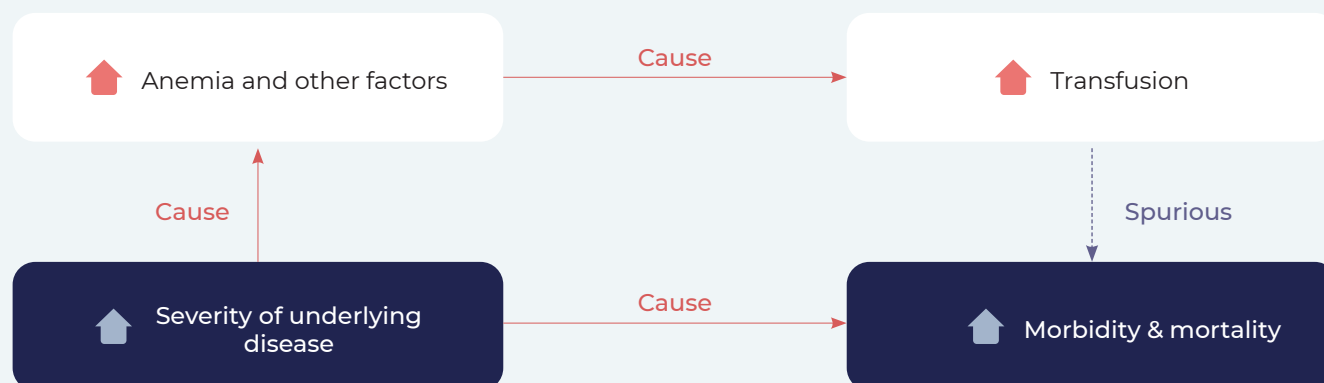 Cause
Anemia and other factors
Transfusion
Cause
Spurious
Cause
Severity of underlying
disease
Morbidity & mortality